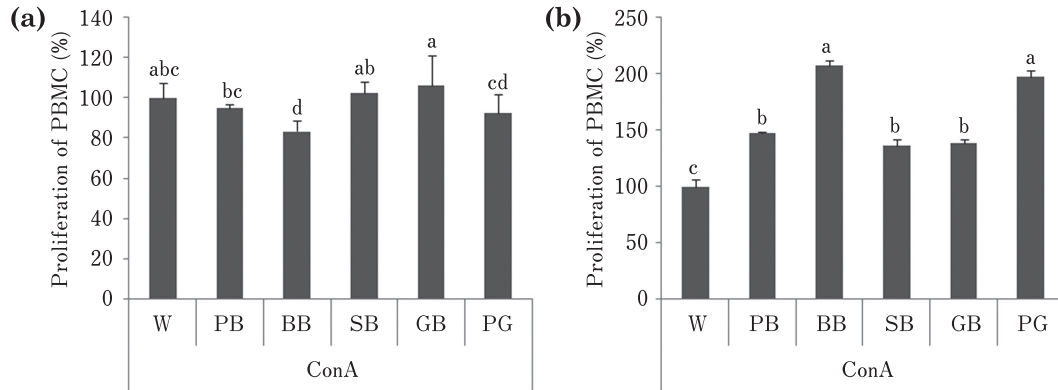 (a)
Proliferation of PBMC (%)
140
120
100
80
60
40
20
0
abc
bc
d
ab
a
cd
W PB BB SB GB PG
ConA
(b)
Proliferation of PBMC (%)
250
200
150
100
50
0
c
b
a
b
b
a
W PB BB SB GB PG
ConA